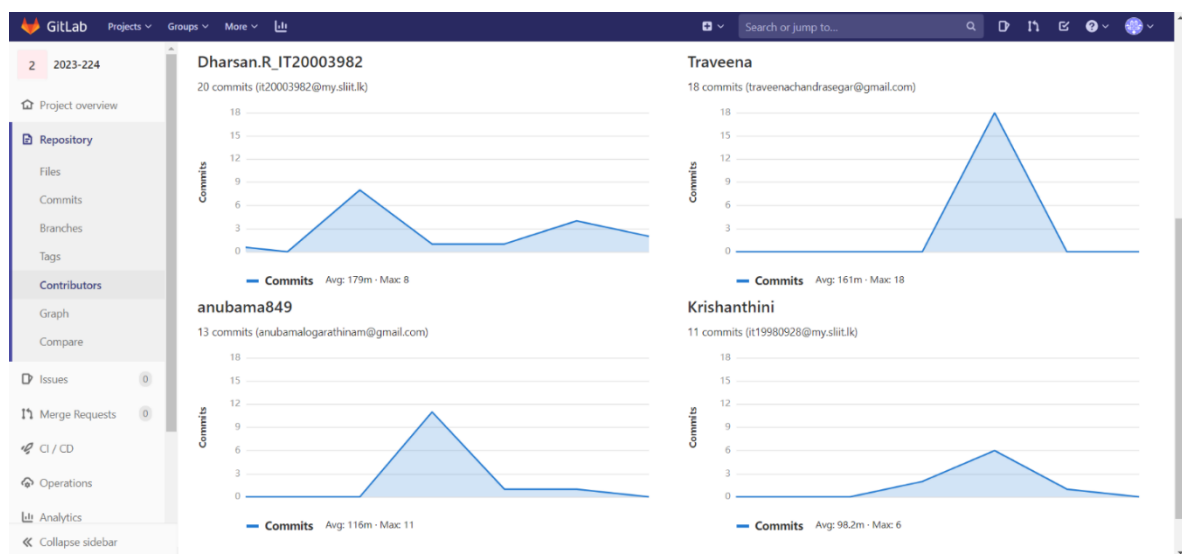 GitLab Projects Groups More Search or jump to...
2 2023-224
Project overview
Repository
Files
Commits
Branches
Tags
Contributors
Graph
Compare
Issues 0
Merge Requests 0
CI / CD
Operations
Analytics
Collapse sidebar
Dharsan.R_IT20003982
20 commits (it20003982@my.sliit.lk)
18
15
12
9
6
3
0
Commits
Commits Avg: 179m · Max: 8
Traveena
18 commits (traveenachandrasegar@gmail.com)
18
15
12
9
6
3
0
Commits
Commits Avg: 161m · Max: 18
anubama849
13 commits (anubamalogarathinam@gmail.com)
18
15
12
9
6
3
0
Commits
Commits Avg: 116m · Max: 11
Krishanthini
11 commits (it19980928@my.sliit.lk)
18
15
12
9
6
3
0
Commits
Commits Avg: 98.2m · Max: 6